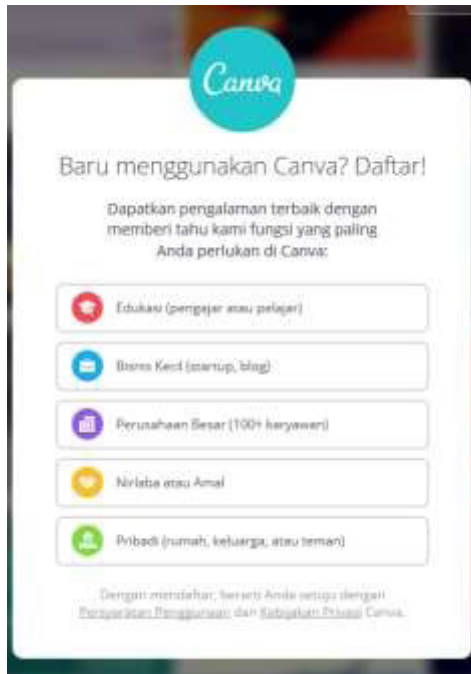 Canva
Baru menggunakan Canva? Daftar!
Dapatkan pengalaman terbaik dengan
memberi tahu kami fungsi yang paling
Anda perlukan di Canva:
Edukasi (pengajar atau pelajar)
Bisnis Kecil (startup, blog)
Perusahaan Besar (100+ karyawan)
Nirlaba atau Amal
Pribadi (rumah, keluarga, atau teman)
Dengan mendaftar, berarti Anda setuju dengan
Persyaratan Penggunaan dan Kebijakan Privasi Canva.